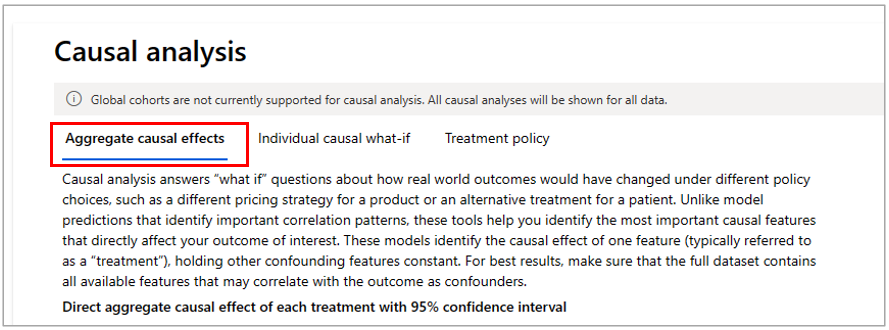 Causal analysis
Global cohorts are not currently supported for causal analysis. All causal analyses will be shown for all data.
Aggregate causal effects Individual causal what-if Treatment policy
Causal analysis answers “what if” questions about how real world outcomes would have changed under different policy
choices, such as a different pricing strategy for a product or an alternative treatment for a patient. Unlike model
predictions that identify important correlation patterns, these tools help you identify the most important causal features
that directly affect your outcome of interest. These models identify the causal effect of one feature (typically referred to
as a “treatment”), holding other confounding features constant. For best results, make sure that the full dataset contains
all available features that may correlate with the outcome as confounders.
Direct aggregate causal effect of each treatment with 95% confidence interval